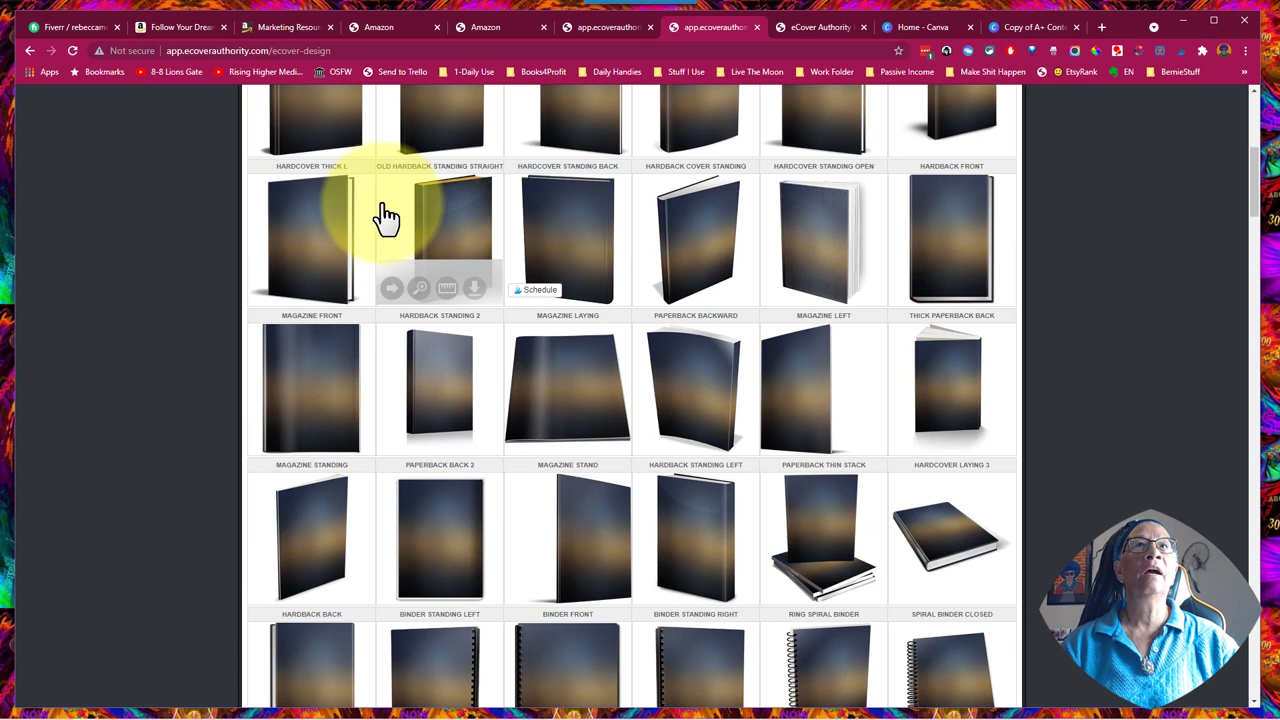 Fiverr / rebeccam
Follow Your Drea
Marketing Resour
Amazon
Amazon
app.ecoverautho
app.ecoverauthor
eCover Authority
Home - Canva
Copy of A+ Conte
Not secure
app.ecoverauthority.com/ecover-design
Apps
Bookmarks
8-8 Lions Gate
Rising Higher Medi...
OSFW
Send to Trello
1-Daily Use
Books4Profit
Daily Handies
Stuff I Use
Live The Moon
Work Folder
Passive Income
Make Shit Happen
EtsyRank
EN
BernieStuff
HARDCOVER THICK L
OLD HARDBACK STANDING STRAIGHT
HARDCOVER STANDING BACK
HARDBACK COVER STANDING
HARDCOVER STANDING OPEN
HARDBACK FRONT
Schedule
MAGAZINE FRONT
HARDBACK STANDING 2
MAGAZINE LAYING
PAPERBACK BACKWARD
MAGAZINE LEFT
THICK PAPERBACK BACK
MAGAZINE STANDING
PAPERBACK BACK 2
MAGAZINE STAND
HARDBACK STANDING LEFT
PAPERBACK THIN STACK
HARDCOVER LAYING 3
HARDBACK BACK
BINDER STANDING LEFT
BINDER FRONT
BINDER STANDING RIGHT
RING SPIRAL BINDER
SPIRAL BINDER CLOSED